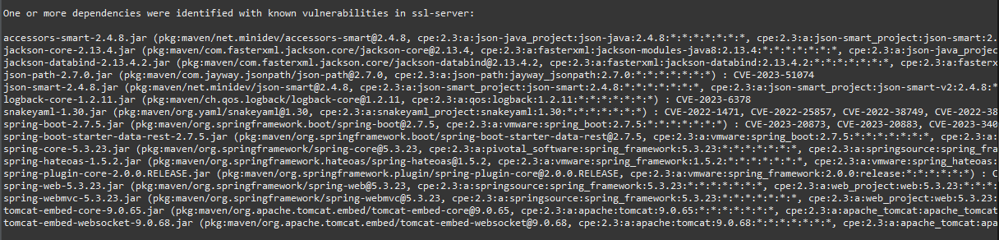 One or more dependencies were identified with known vulnerabilities in ssl-server:
accessors-smart-2.4.8.jar (pkg:maven/net.minidev/accessors-smart@2.4.8, cpe:2.3:a:json-java_project:json-java:2.4.8:*:*:*:*:*:*:*, cpe:2.3:a:json-smart_project:json-smart:2.
jackson-core-2.13.4.jar (pkg:maven/com.fasterxml.jackson.core/jackson-core@2.13.4, cpe:2.3:a:fasterxml:jackson-modules-java8:2.13.4:*:*:*:*:*:*:*, cpe:2.3:a:json-java_projec
jackson-databind-2.13.4.2.jar (pkg:maven/com.fasterxml.jackson.core/jackson-databind@2.13.4.2, cpe:2.3:a:fasterxml:jackson-databind:2.13.4.2:*:*:*:*:*:*:*, cpe:2.3:a:fasterx
json-path-2.7.0.jar (pkg:maven/com.jayway.jsonpath/json-path@2.7.0, cpe:2.3:a:json-path:jayway_jsonpath:2.7.0:*:*:*:*:*:*:*) : CVE-2023-51074
json-smart-2.4.8.jar (pkg:maven/net.minidev/json-smart@2.4.8, cpe:2.3:a:json-smart_project:json-smart:2.4.8:*:*:*:*:*:*:*, cpe:2.3:a:json-smart_project:json-smart-v2:2.4.8:*
logback-core-1.2.11.jar (pkg:maven/ch.qos.logback/logback-core@1.2.11, cpe:2.3:a:qos:logback:1.2.11:*:*:*:*:*:*:*) : CVE-2023-6378
snakeyaml-1.30.jar (pkg:maven/org.yaml/snakeyaml@1.30, cpe:2.3:a:snakeyaml_project:snakeyaml:1.30:*:*:*:*:*:*:*) : CVE-2022-1471, CVE-2022-25857, CVE-2022-38749, CVE-2022-38
spring-boot-2.7.5.jar (pkg:maven/org.springframework.boot/spring-boot@2.7.5, cpe:2.3:a:vmware:spring_boot:2.7.5:*:*:*:*:*:*:*) : CVE-2023-20873, CVE-2023-20883, CVE-2023-340
spring-boot-starter-data-rest-2.7.5.jar (pkg:maven/org.springframework.boot/spring-boot-starter-data-rest@2.7.5, cpe:2.3:a:vmware:spring_boot:2.7.5:*:*:*:*:*:*:*, cpe:2.3:a:
spring-core-5.3.23.jar (pkg:maven/org.springframework/spring-core@5.3.23, cpe:2.3:a:pivotal_software:spring_framework:5.3.23:*:*:*:*:*:*:*, cpe:2.3:a:springsource:spring_fra
spring-hateoas-1.5.2.jar (pkg:maven/org.springframework.hateoas/spring-hateoas@1.5.2, cpe:2.3:a:vmware:spring_framework:1.5.2:*:*:*:*:*:*:*, cpe:2.3:a:vmware:spring_hateoas:
spring-plugin-core-2.0.0.RELEASE.jar (pkg:maven/org.springframework.plugin/spring-plugin-core@2.0.0.RELEASE, cpe:2.3:a:vmware:spring_framework:2.0.0:release:*:*:*:*:*:*) : C
spring-web-5.3.23.jar (pkg:maven/org.springframework/spring-web@5.3.23, cpe:2.3:a:springsource:spring_framework:5.3.23:*:*:*:*:*:*:*, cpe:2.3:a:web_project:web:5.3.23:*
spring-webmvc-5.3.23.jar (pkg:maven/org.springframework/spring-webmvc@5.3.23, cpe:2.3:a:springsource:spring_framework:5.3.23:*:*:*:*:*:*:*, cpe:2.3:a:web_project:web:5.3.23:
tomcat-embed-core-9.0.65.jar (pkg:maven/org.apache.tomcat.embed/tomcat-embed-core@9.0.65, cpe:2.3:a:apache:tomcat:9.0.65:*:*:*:*:*:*:*, cpe:2.3:a:apache_tomcat:apache_tomcat
tomcat-embed-websocket-9.0.68.jar (pkg:maven/org.apache.tomcat.embed/tomcat-embed-websocket@9.0.68, cpe:2.3:a:apache:tomcat:9.0.68:*:*:*:*:*:*:*, cpe:2.3:a:apache_tomcat:apa